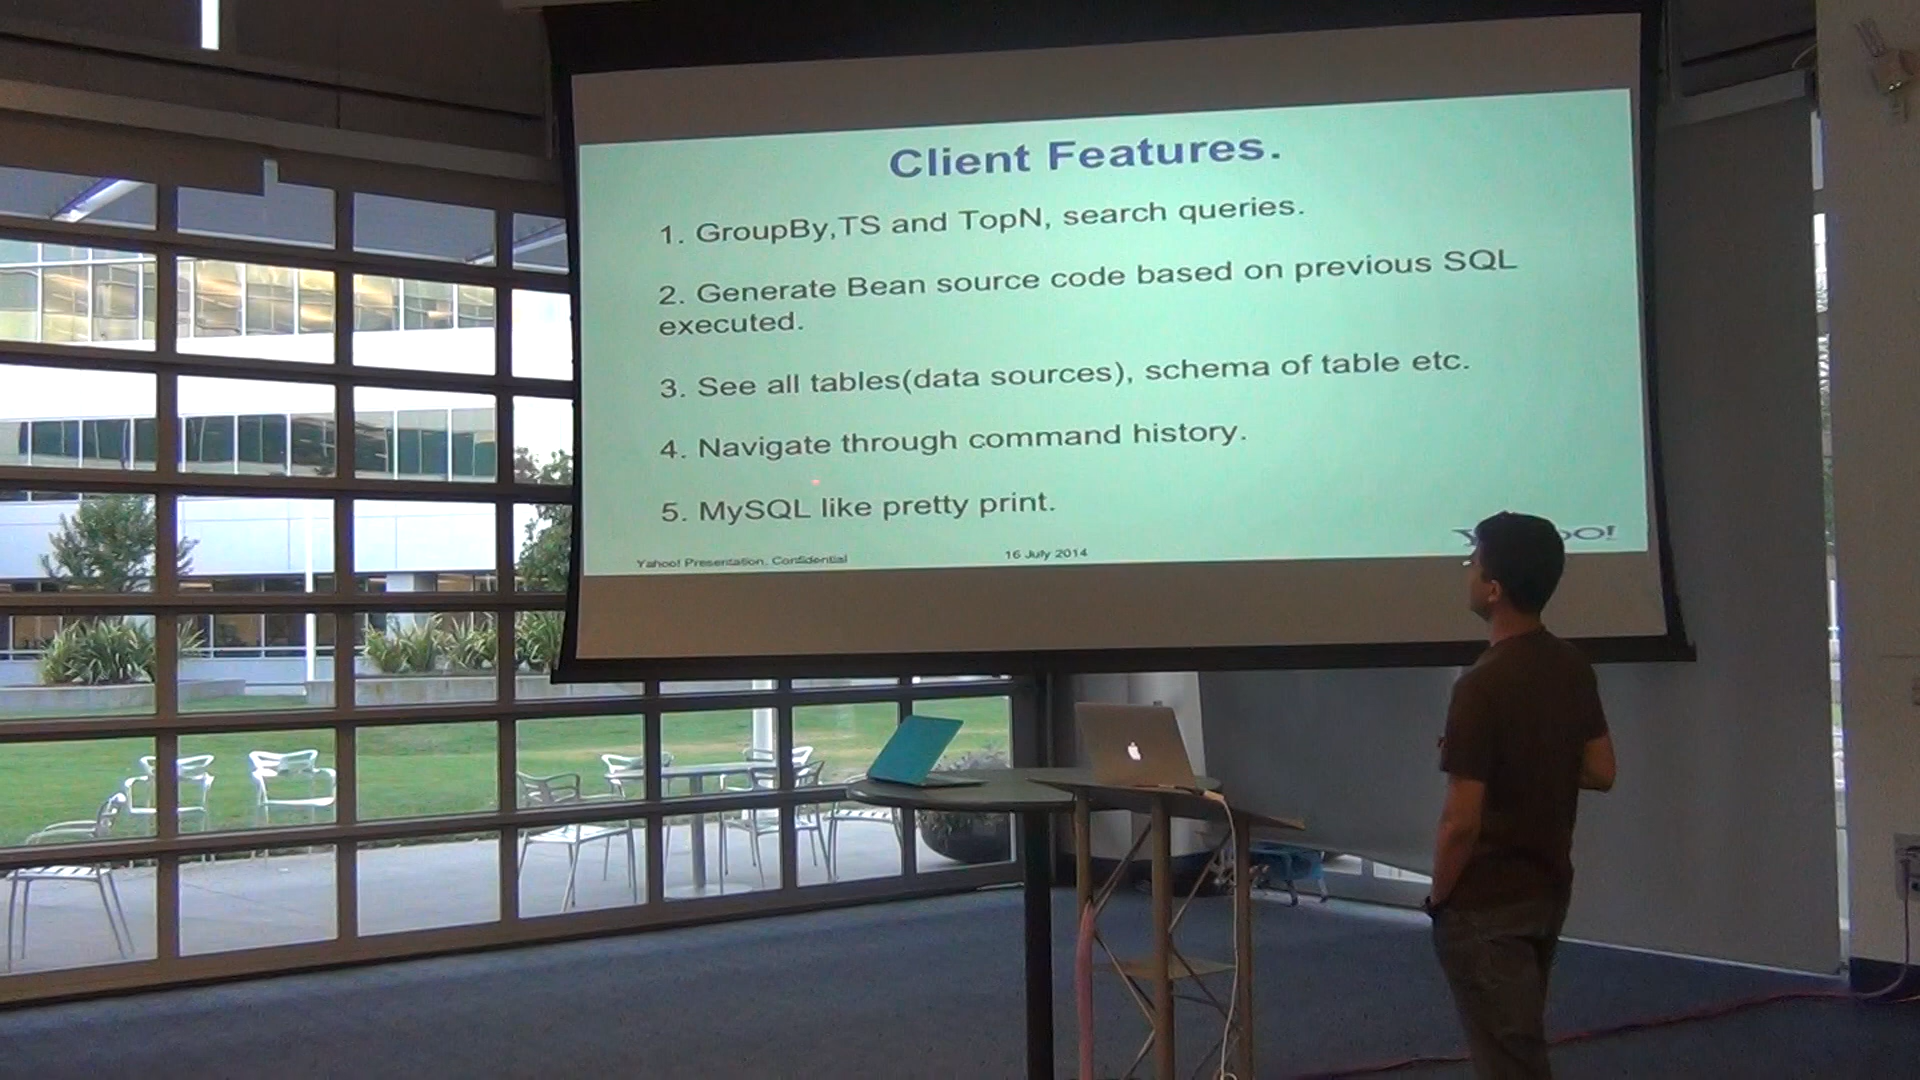 Client Features.
1. GroupBy,TS and TopN, search queries.
2. Generate Bean source code based on previous SQL
executed.
3. See all tables(data sources), schema of table etc.
4. Navigate through command history.
5. MySQL like pretty print.
Yahoo! Presentation, Confidential
16 July 2014